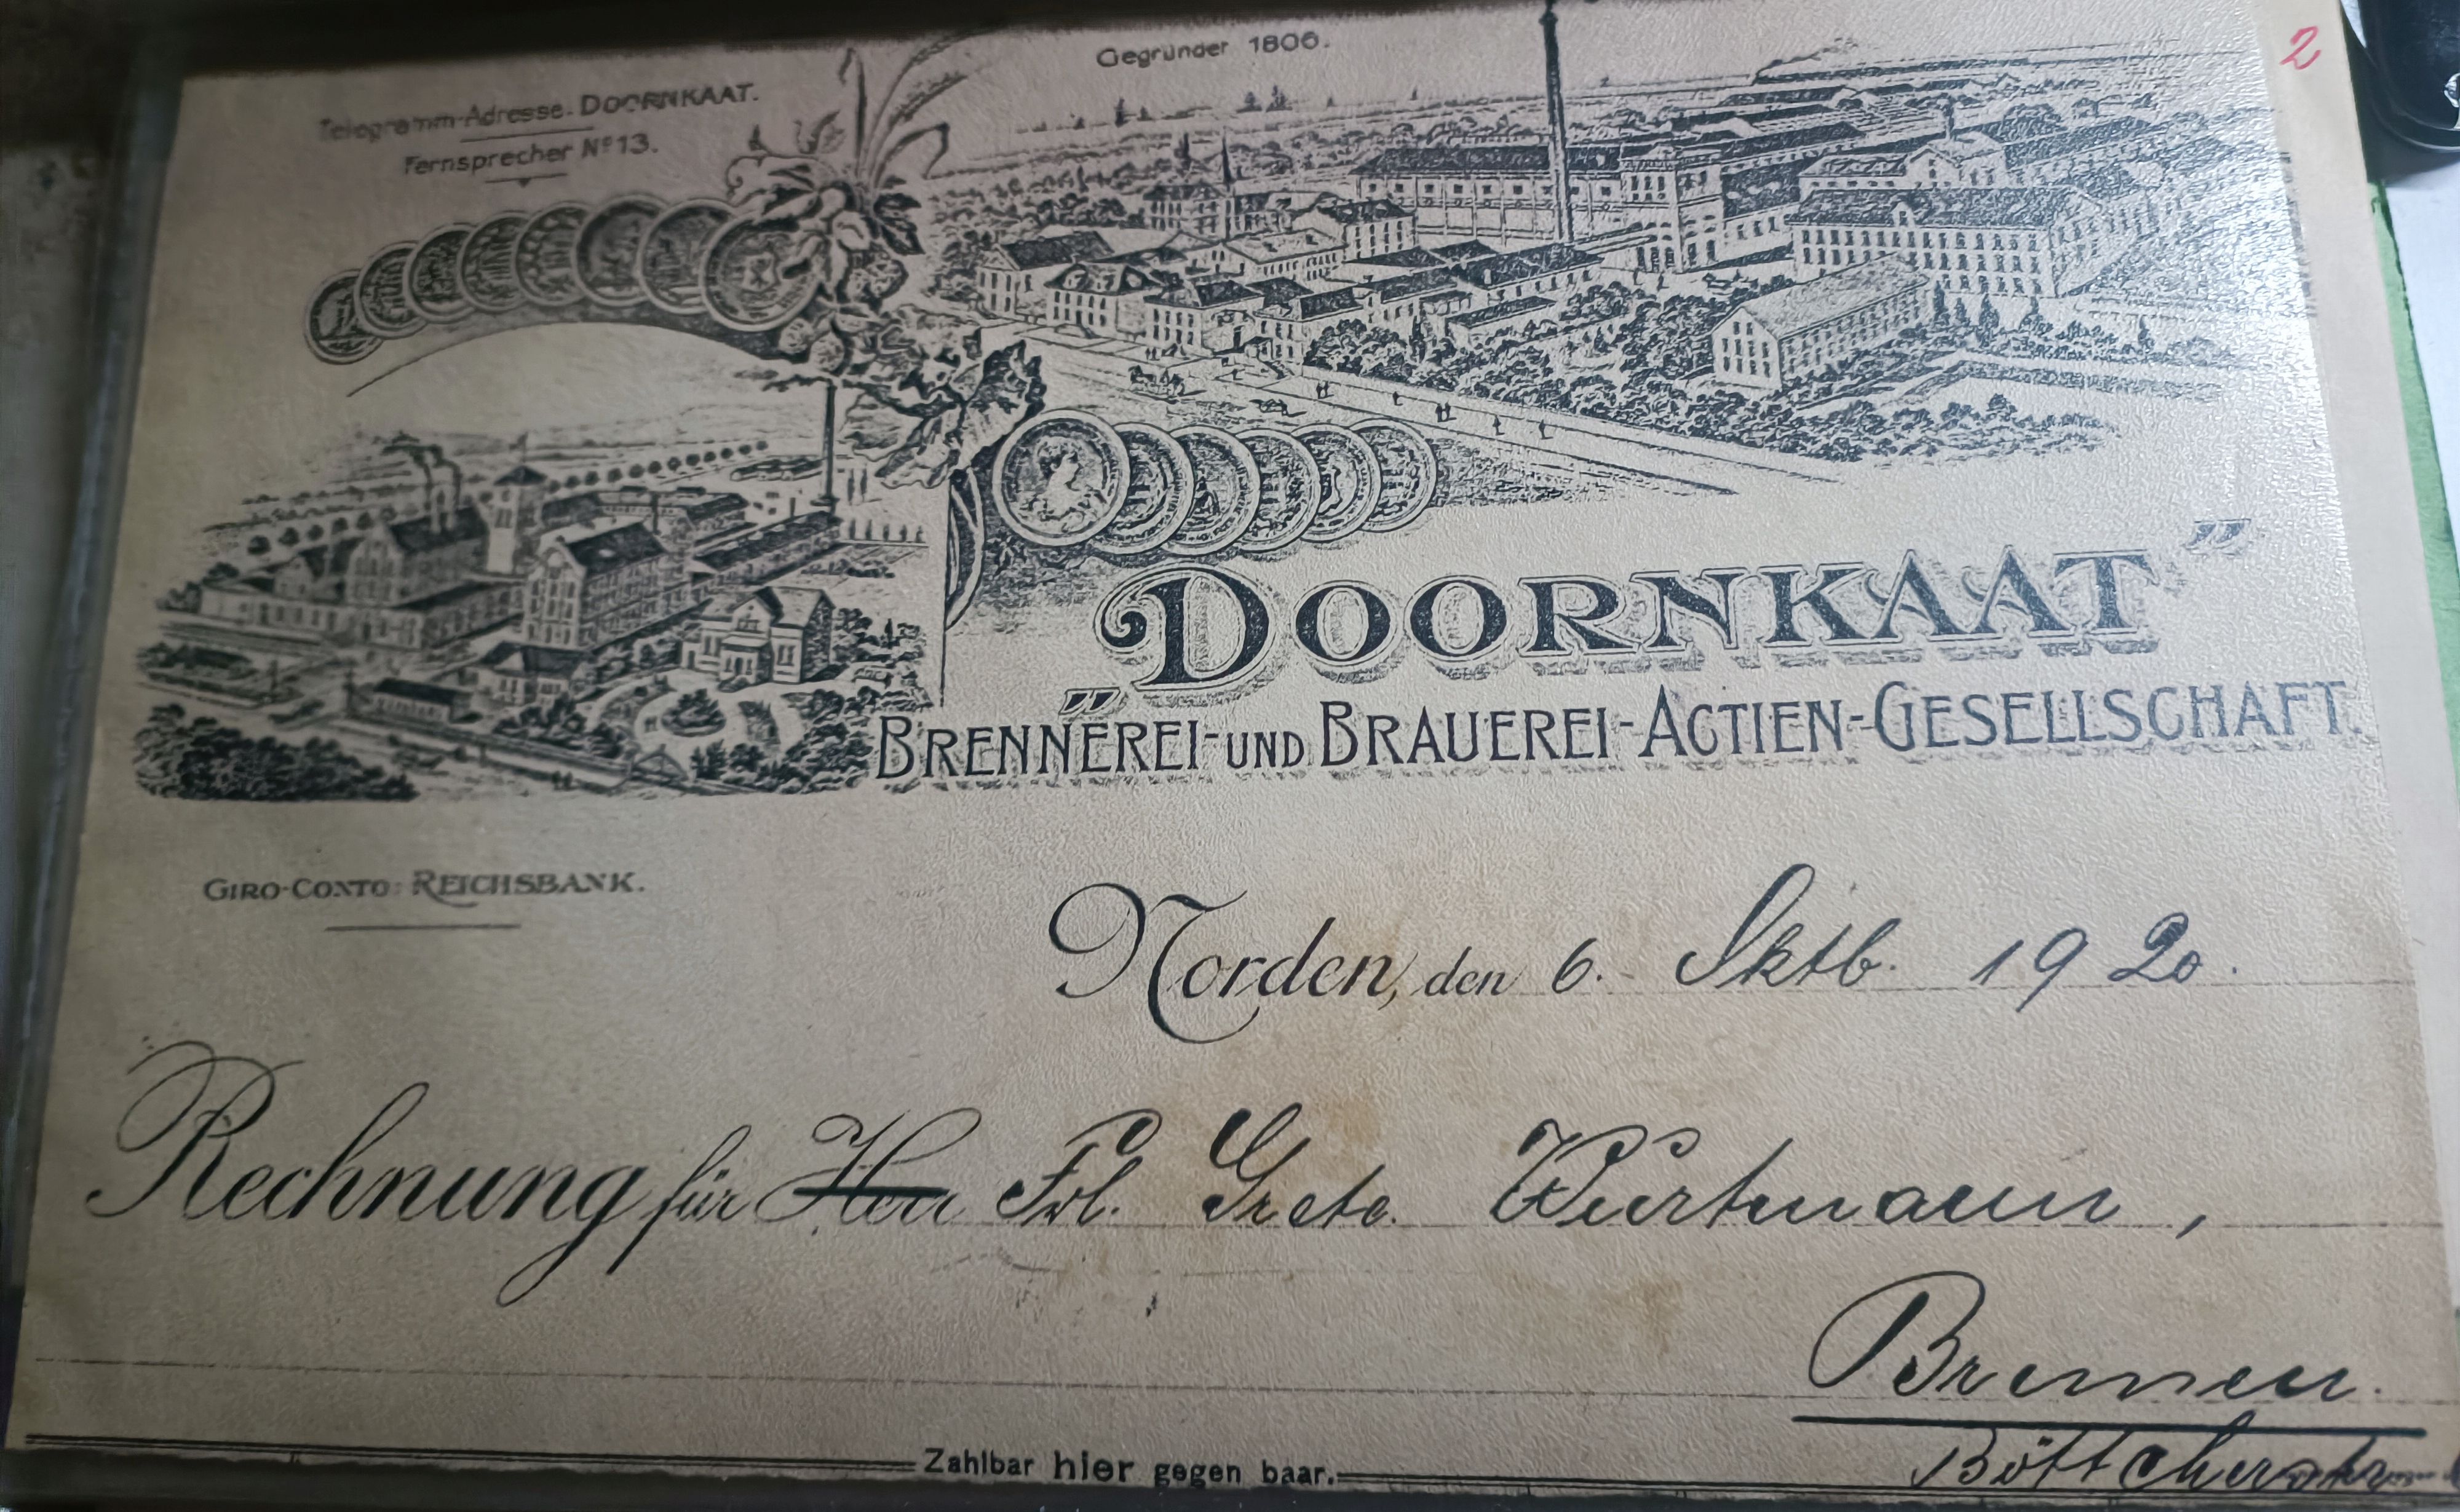 2
Gegründet 1806.
Telegramm-Adresse: DOORNKAAT.
Fernsprecher Nº 13.
„DOORNKAAT”
BRENNEREI- UND BRAUEREI-ACTIEN-GESELLSCHAFT.
GIRO-CONTO: REICHSBANK.
Norden, den 6. Oktb. 1920.
Rechnung für Herr Frl. Grete Würtmann,
Bremen.
Zahlbar hier gegen baar.
Böttcherstr